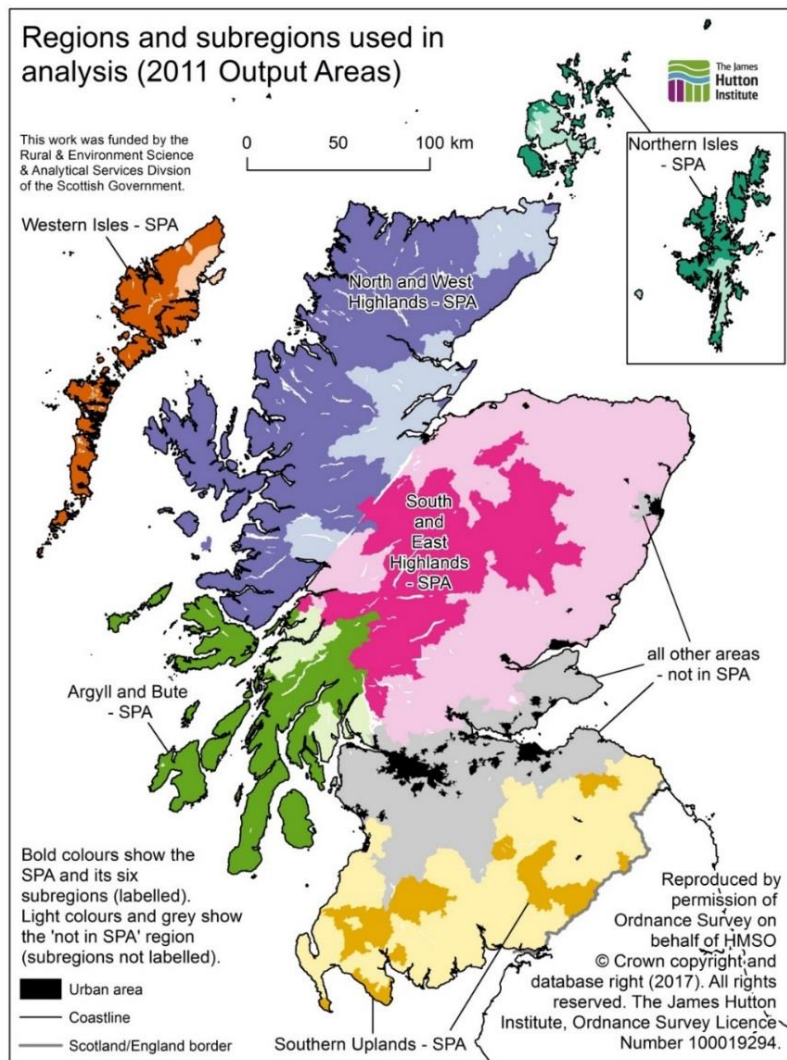 Regions and subregions used in
analysis (2011 Output Areas)
The James
Hutton
Institute
This work was funded by the
Rural & Environment Science
& Analytical Services Divsion
of the Scottish Government.
0 50 100 km
Northern Isles
- SPA
Western Isles - SPA
North and West
Highlands - SPA
South
and
East
Highlands
- SPA
all other areas
- not in SPA
Argyll and Bute
- SPA
Bold colours show the
SPA and its six
subregions (labelled).
Light colours and grey show
the 'not in SPA' region
(subregions not labelled).
Urban area
Coastline
Scotland/England border
Southern Uplands - SPA
Reproduced by
permission of
Ordnance Survey on
behalf of HMSO
© Crown copyright and
database right (2017). All rights
reserved. The James Hutton
Institute, Ordnance Survey Licence
Number 100019294.